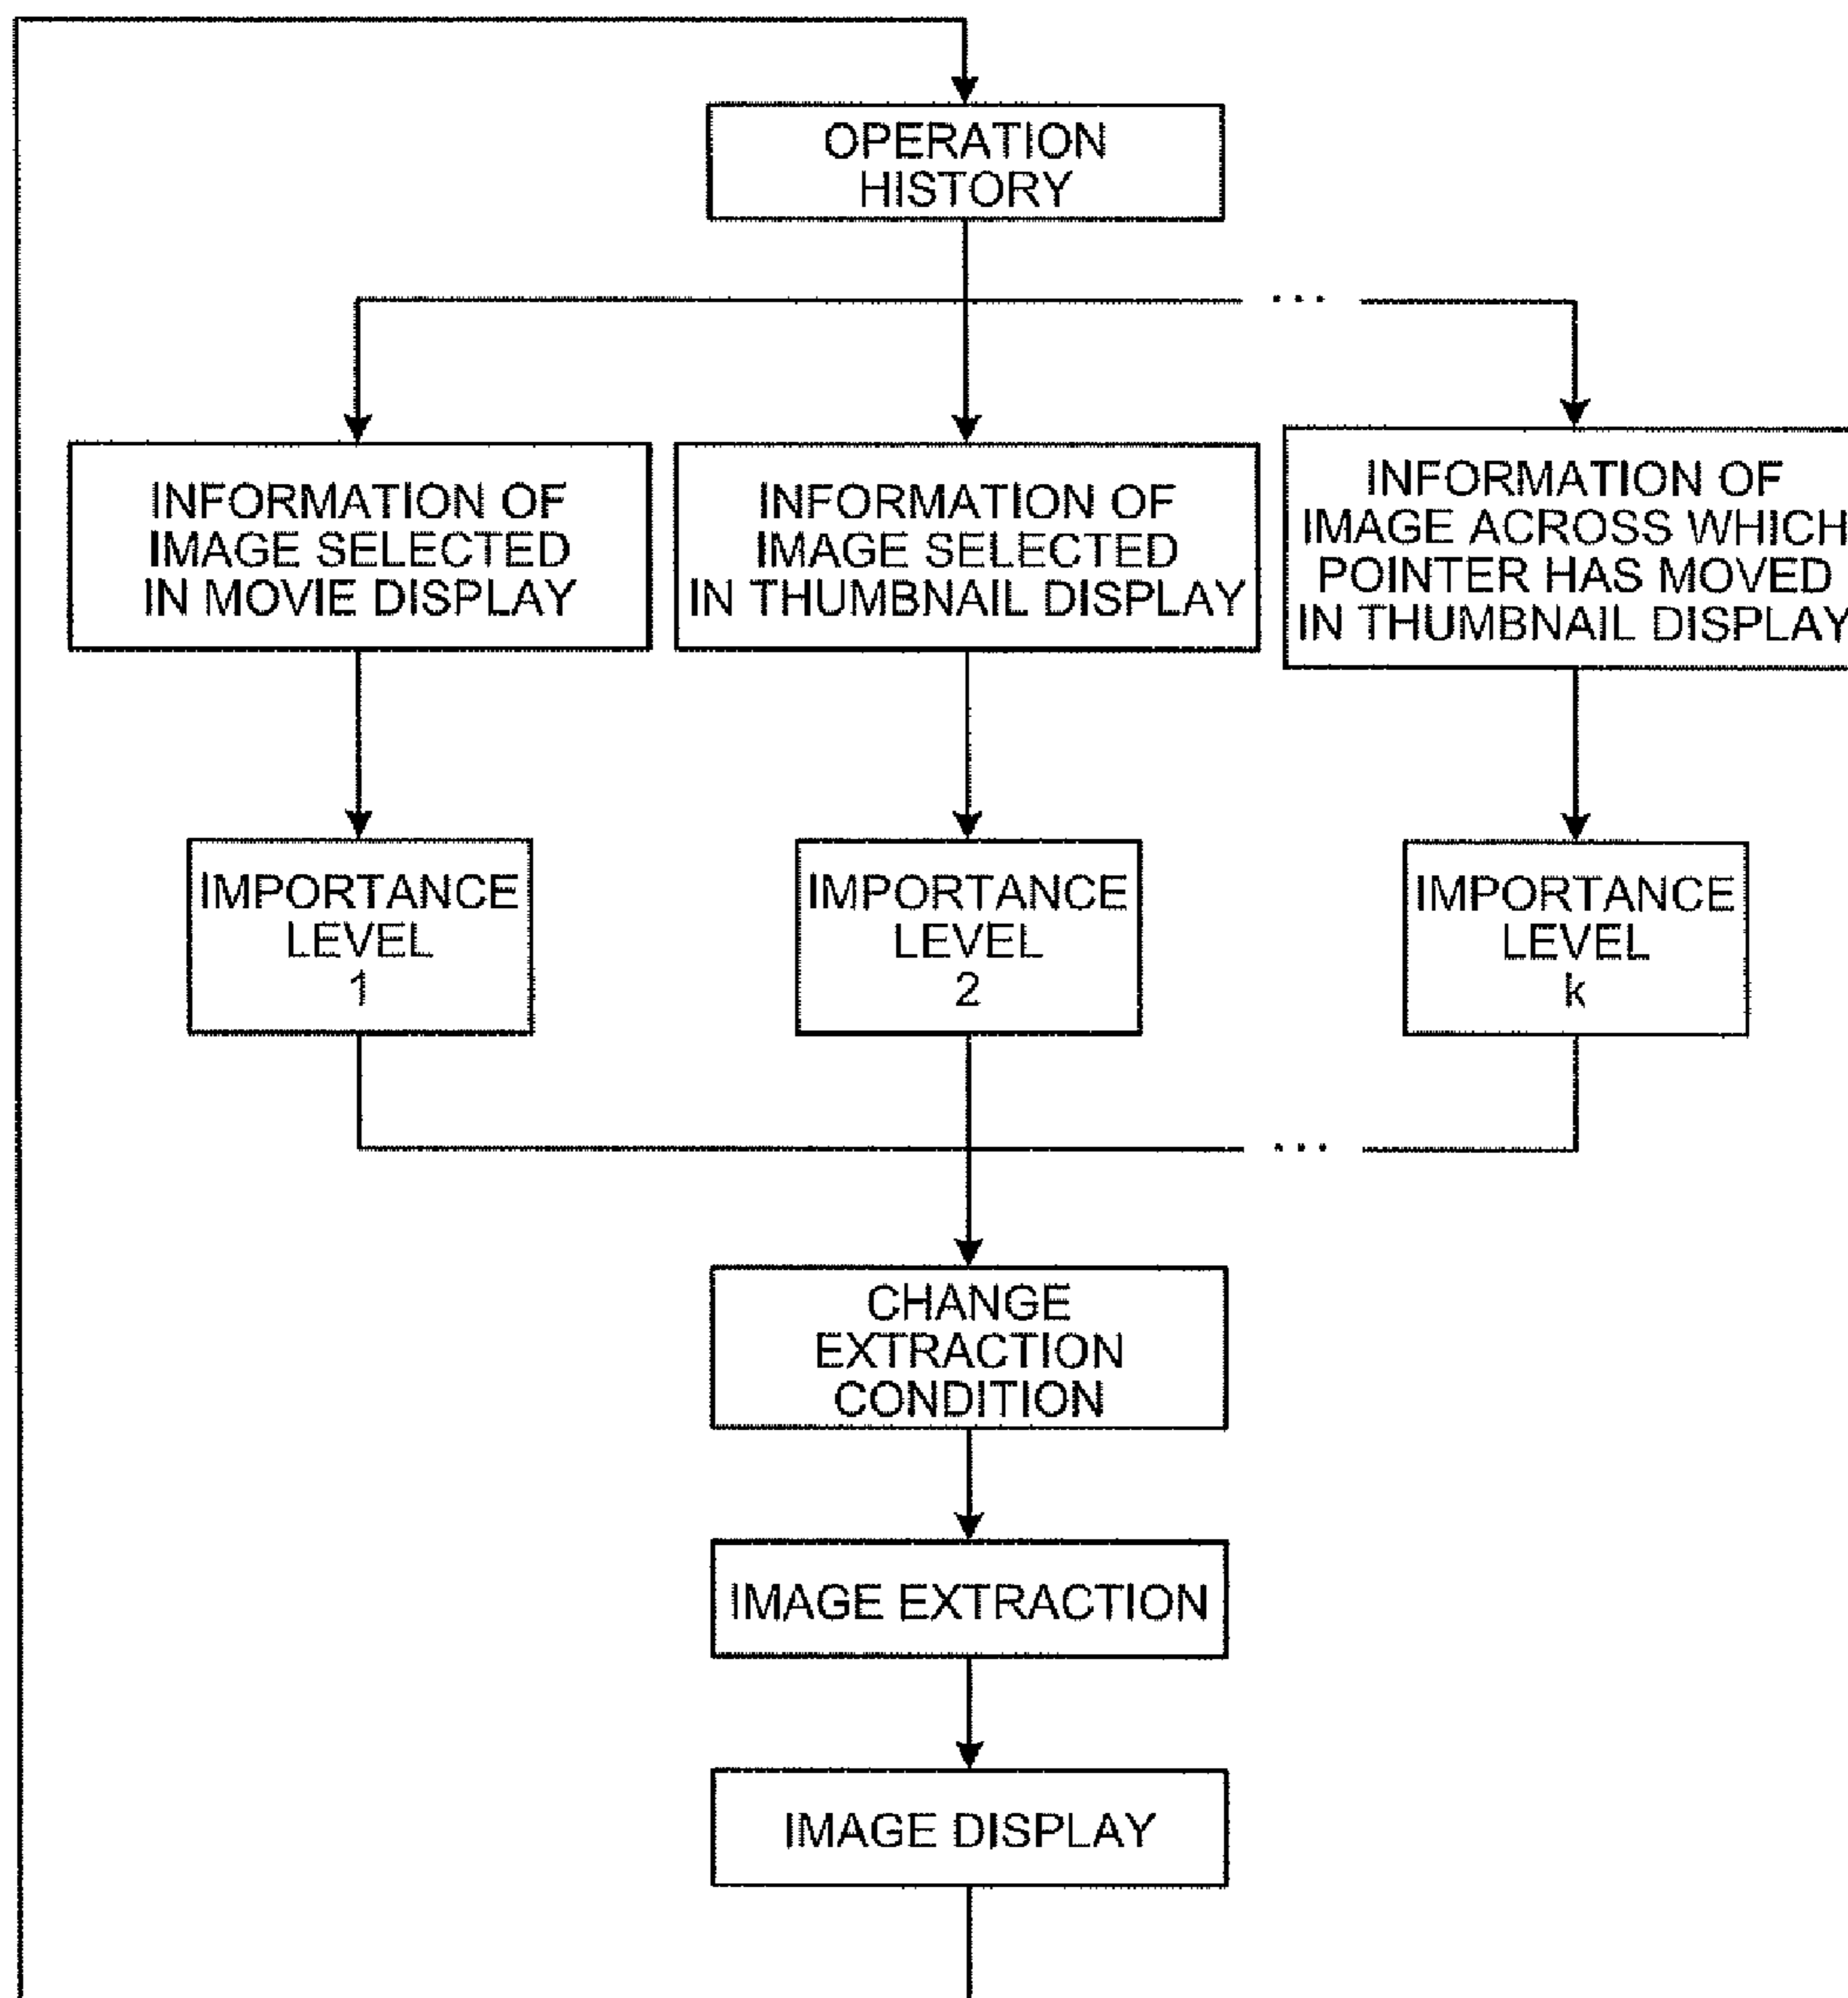 OPERATION
HISTORY
...
INFORMATION OF
IMAGE SELECTED
IN MOVIE DISPLAY
INFORMATION OF
IMAGE SELECTED
IN THUMBNAIL DISPLAY
INFORMATION OF
IMAGE ACROSS WHICH
POINTER HAS MOVED
IN THUMBNAIL DISPLAY
IMPORTANCE
LEVEL
1
IMPORTANCE
LEVEL
2
IMPORTANCE
LEVEL
k
...
CHANGE
EXTRACTION
CONDITION
IMAGE EXTRACTION
IMAGE DISPLAY